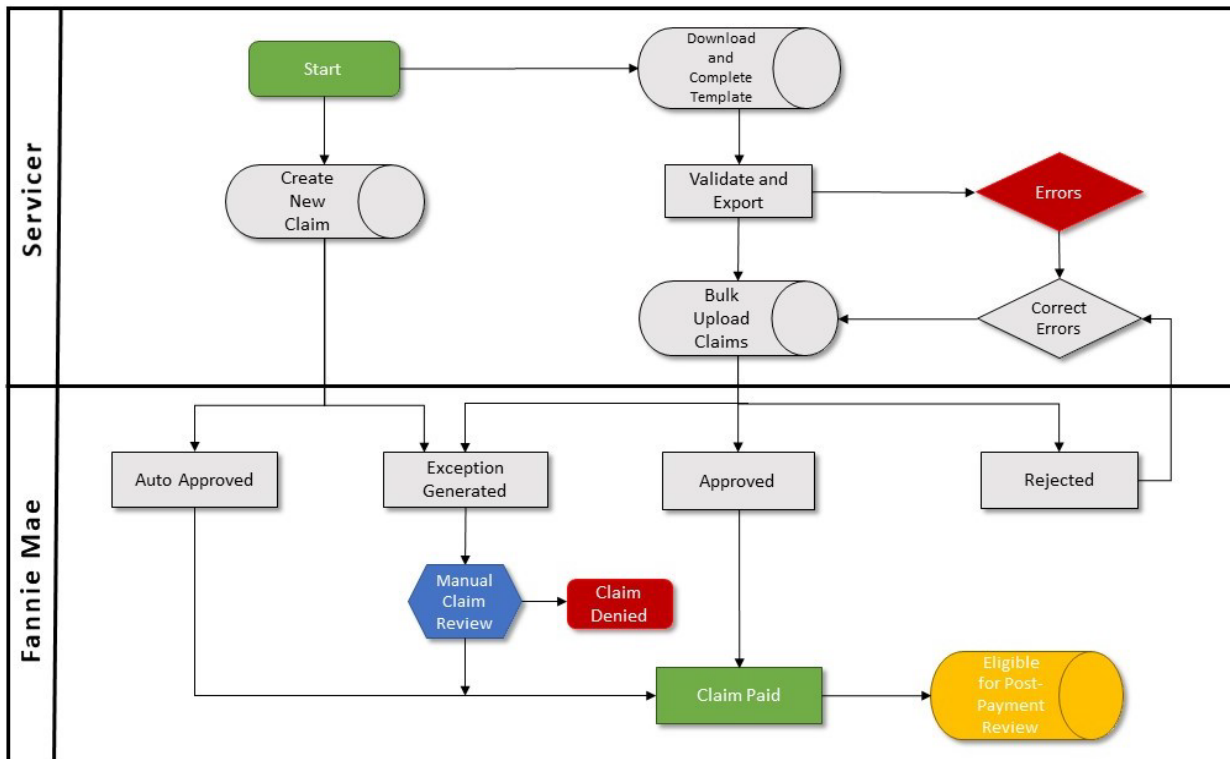 Servicer
Start
Download
and
Complete
Template
Create
New
Claim
Validate and
Export
Errors
Bulk
Upload
Claims
Correct
Errors
Fannie Mae
Auto Approved
Exception
Generated
Approved
Rejected
Manual
Claim
Review
Claim
Denied
Claim Paid
Eligible
for Post-
Payment
Review